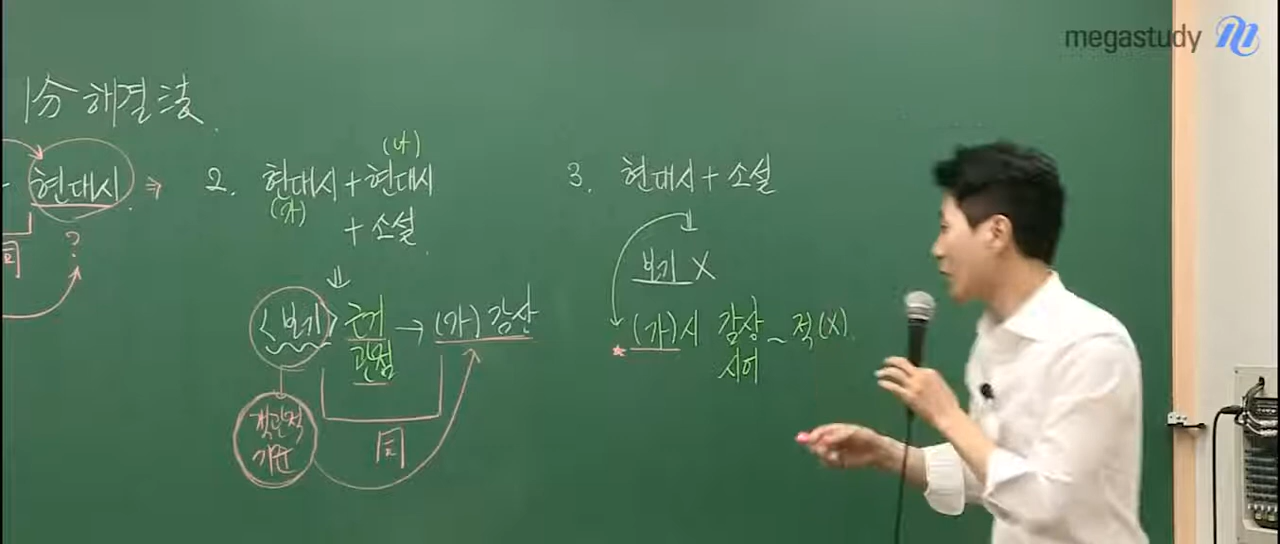 megastudy
1分 해결法
현대시 ⇒
同
?
2. 현대시 + 현대시
(가)
(나)
+ 소설
⇓
<보기> 근거 → (가) 감상
관점
객관적
기준
同
3. 현대시 + 소설
⇓
보기 X
★ (가)시 감상 ~ 적(X)
시어